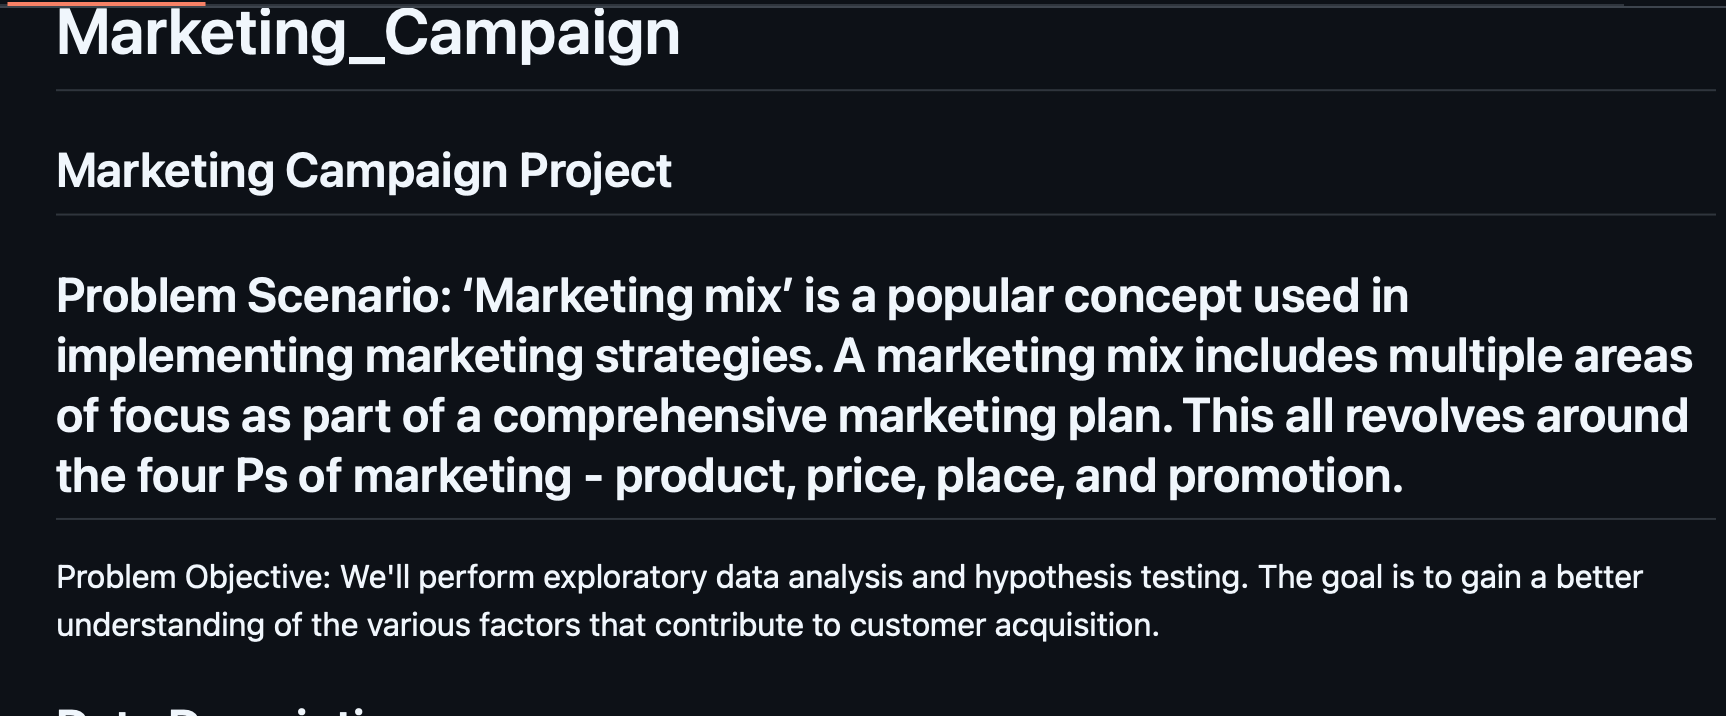 Marketing_Campaign
Marketing Campaign Project
Problem Scenario: ‘Marketing mix’ is a popular concept used in
implementing marketing strategies. A marketing mix includes multiple areas
of focus as part of a comprehensive marketing plan. This all revolves around
the four Ps of marketing - product, price, place, and promotion.
Problem Objective: We'll perform exploratory data analysis and hypothesis testing. The goal is to gain a better
understanding of the various factors that contribute to customer acquisition.